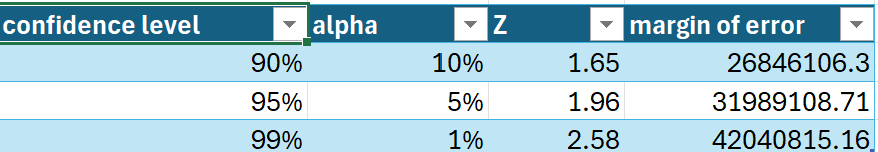 confidence level alpha Z margin of error
90% 10% 1.65 26846106.3
95% 5% 1.96 31989108.71
99% 1% 2.58 42040815.16